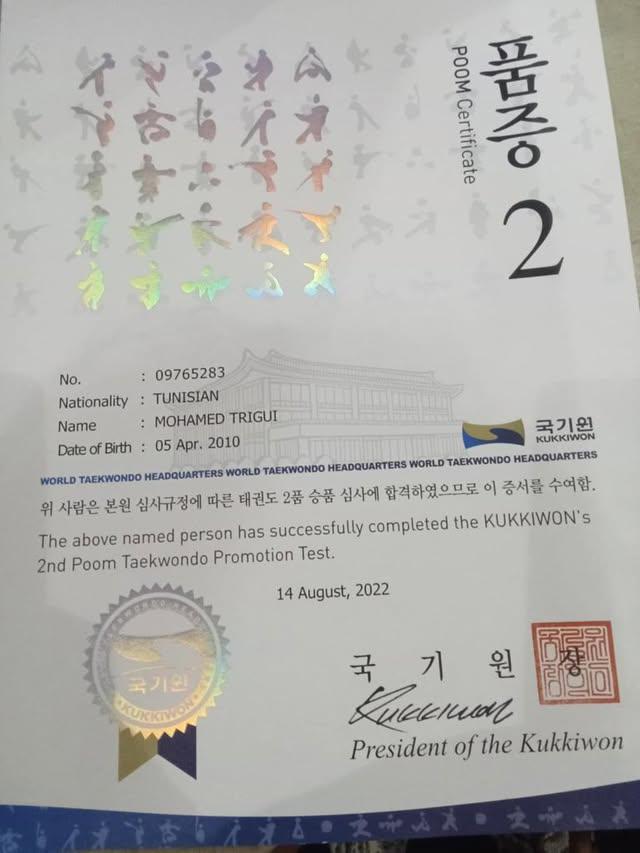 품증
POOM Certificate
2
No. : 09765283
Nationality : TUNISIAN
Name : MOHAMED TRIGUI
Date of Birth : 05 Apr. 2010
국기원
KUKKIWON
WORLD TAEKWONDO HEADQUARTERS WORLD TAEKWONDO HEADQUARTERS WORLD TAEKWONDO HEADQUARTERS
위 사람은 본원 심사규정에 따른 태권도 2품 승품 심사에 합격하였으므로 이 증서를 수여함.
The above named person has successfully completed the KUKKIWON's
2nd Poom Taekwondo Promotion Test.
14 August, 2022
국기원
KUKKIWON
국 기 원 장
Kukkiwon
President of the Kukkiwon